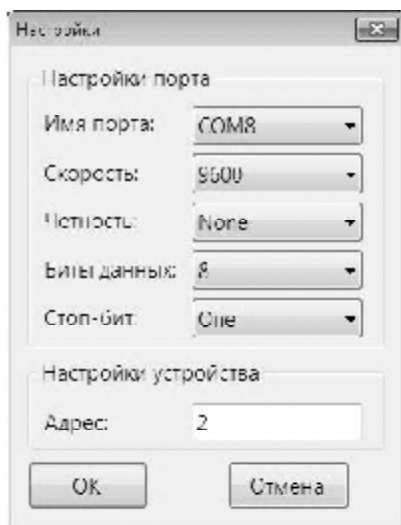 Настройки
Настройки порта
Имя порта: COM8
Скорость: 9600
Четность: None
Биты данных: 8
Стоп-бит: One
Настройки устройства
Адрес: 2
OK Отмена